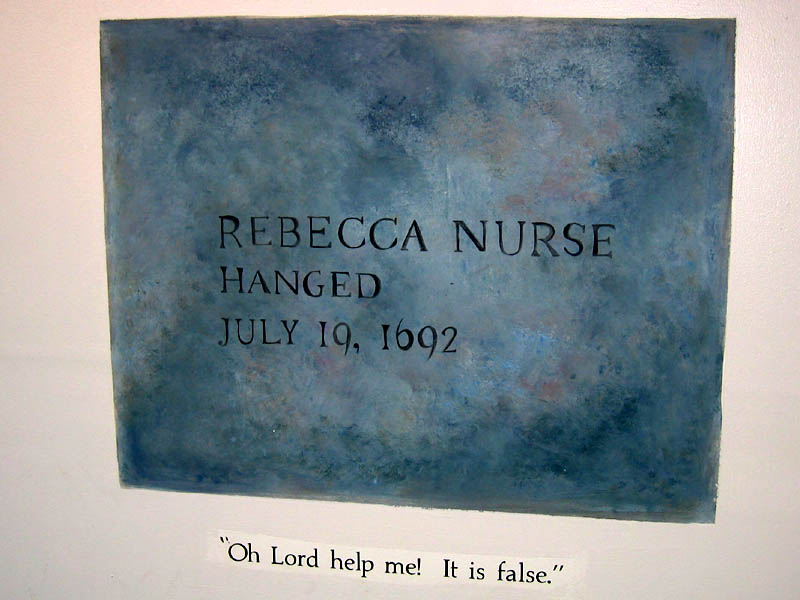 REBECCA NURSE
HANGED
JULY 19, 1692
"Oh Lord help me! It is false."